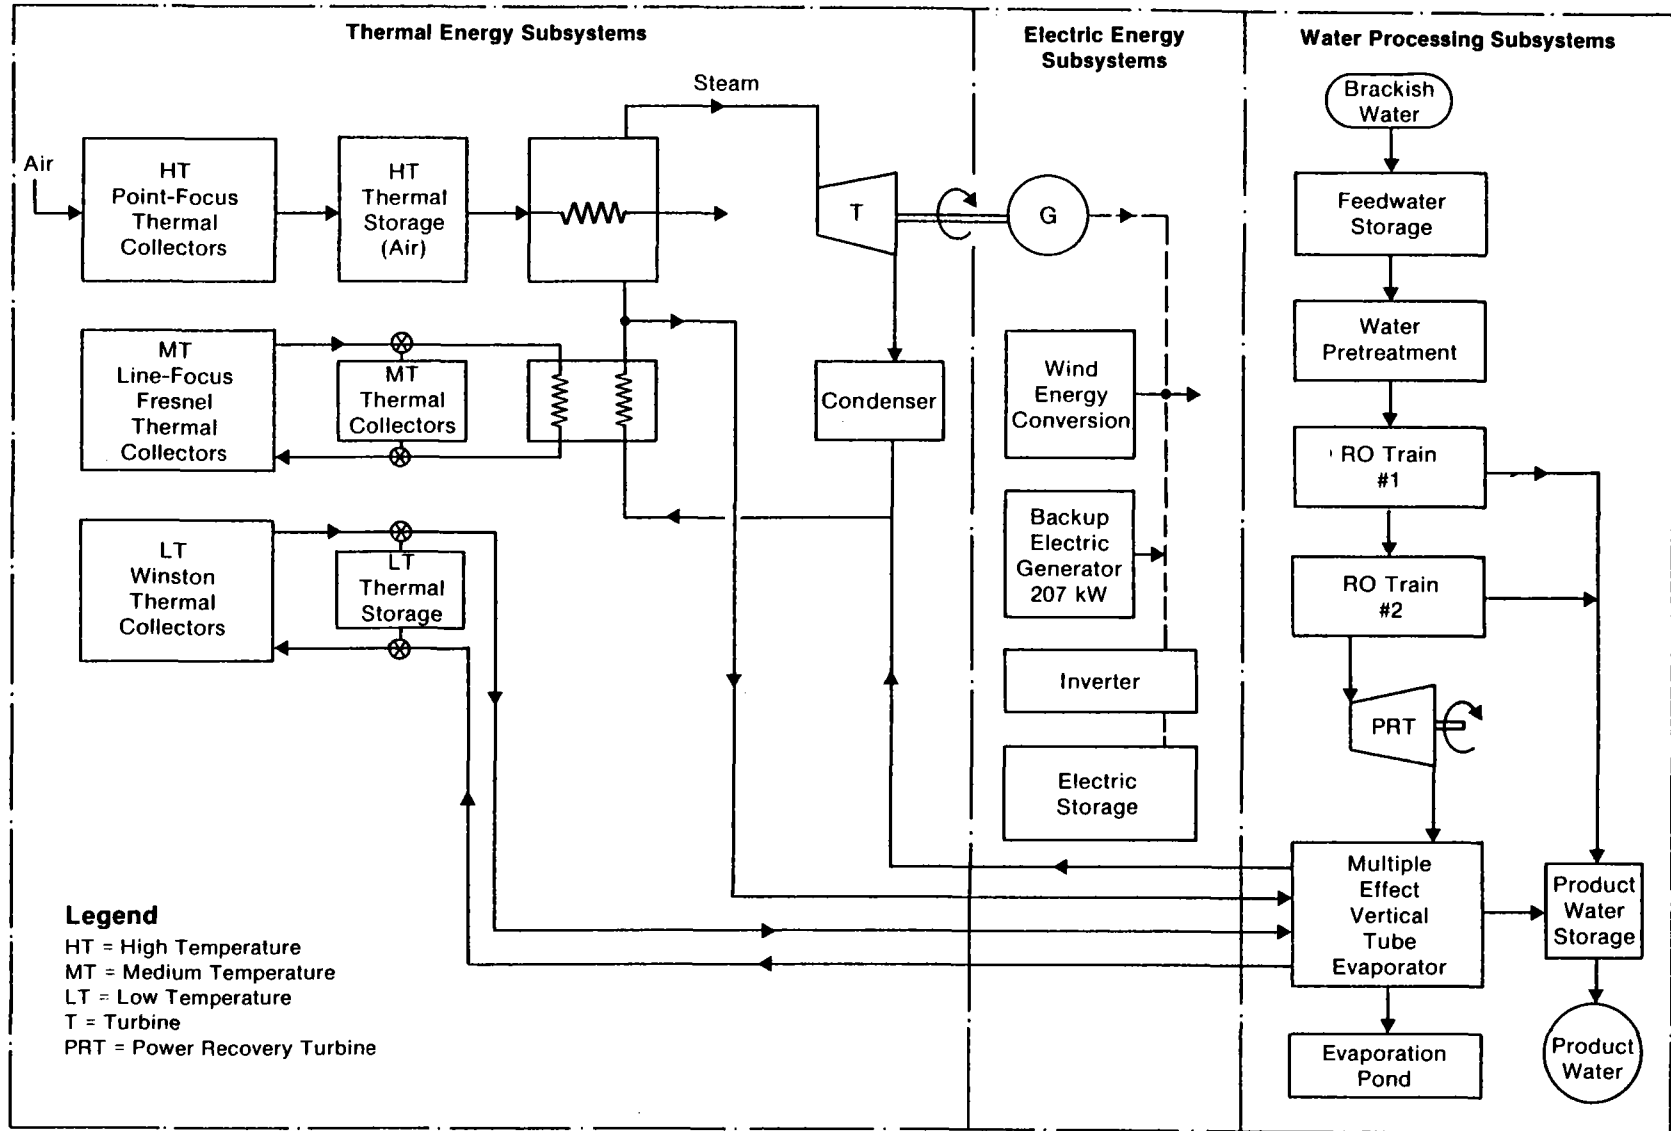 Thermal Energy Subsystems
Electric Energy
Subsystems
Water Processing Subsystems
Steam
Air
HT
Point-Focus
Thermal
Collectors
HT
Thermal
Storage
(Air)
T
G
MT
Line-Focus
Fresnel
Thermal
Collectors
MT
Thermal
Collectors
Condenser
LT
Winston
Thermal
Collectors
LT
Thermal
Storage
Wind
Energy
Conversion
Backup
Electric
Generator
207 kW
Inverter
Electric
Storage
Brackish
Water
Feedwater
Storage
Water
Pretreatment
RO Train
#1
RO Train
#2
PRT
Multiple
Effect
Vertical
Tube
Evaporator
Product
Water
Storage
Evaporation
Pond
Product
Water
Legend
HT = High Temperature
MT = Medium Temperature
LT = Low Temperature
T = Turbine
PRT = Power Recovery Turbine